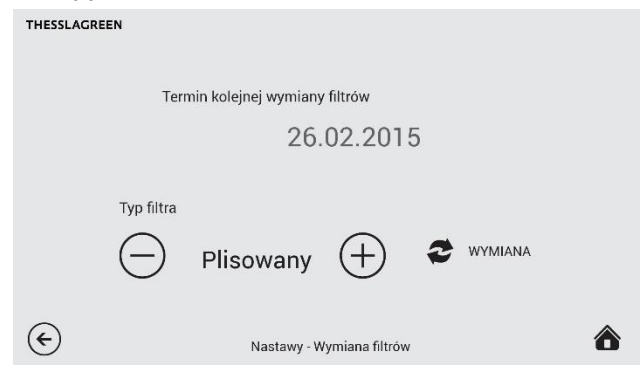 THESSLAGREEN
Termin kolejnej wymiany filtrów
26.02.2015
Typ filtra
Plisowany
WYMIANA
Nastawy - Wymiana filtrów